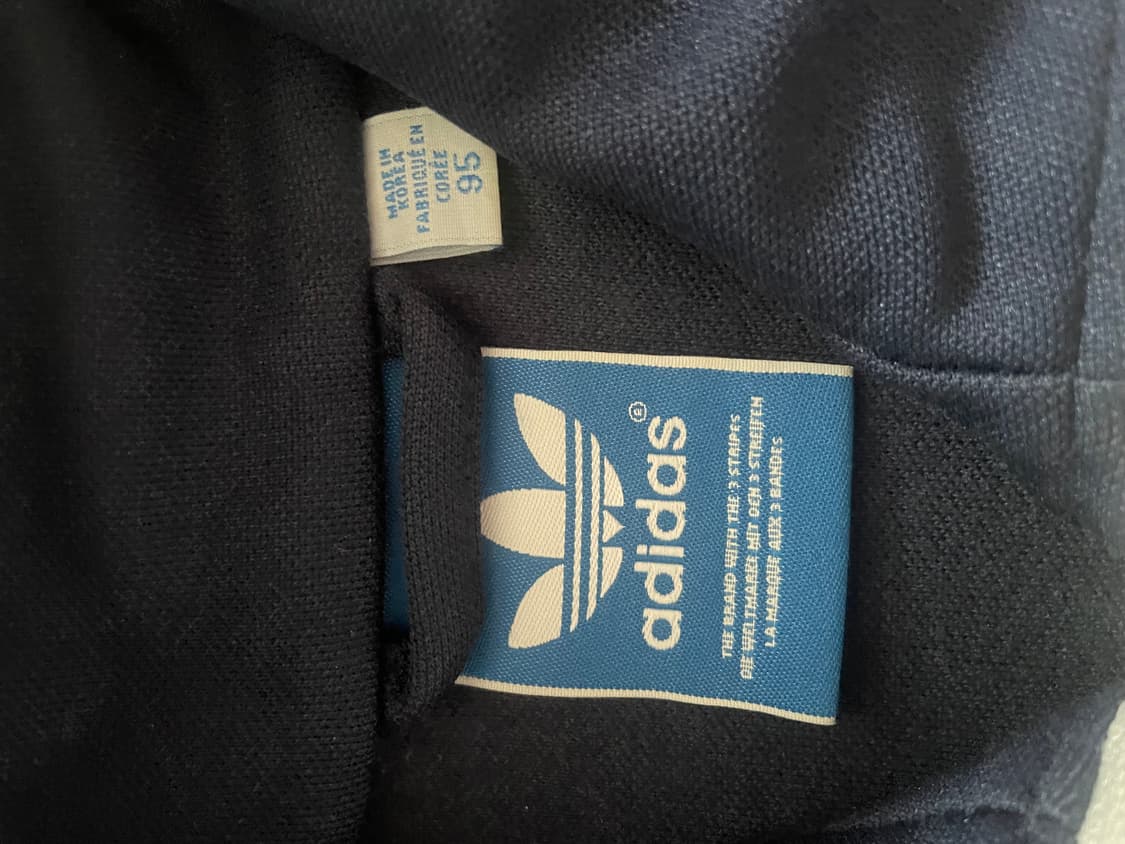 MADE IN
KOREA
FABRIQUÉ EN
CORÉE
95
adidas®
THE BRAND WITH THE 3 STRIPES
DIE WELTMARKE MIT DEN 3 STREIFEN
LA MARQUE AUX 3 BANDES